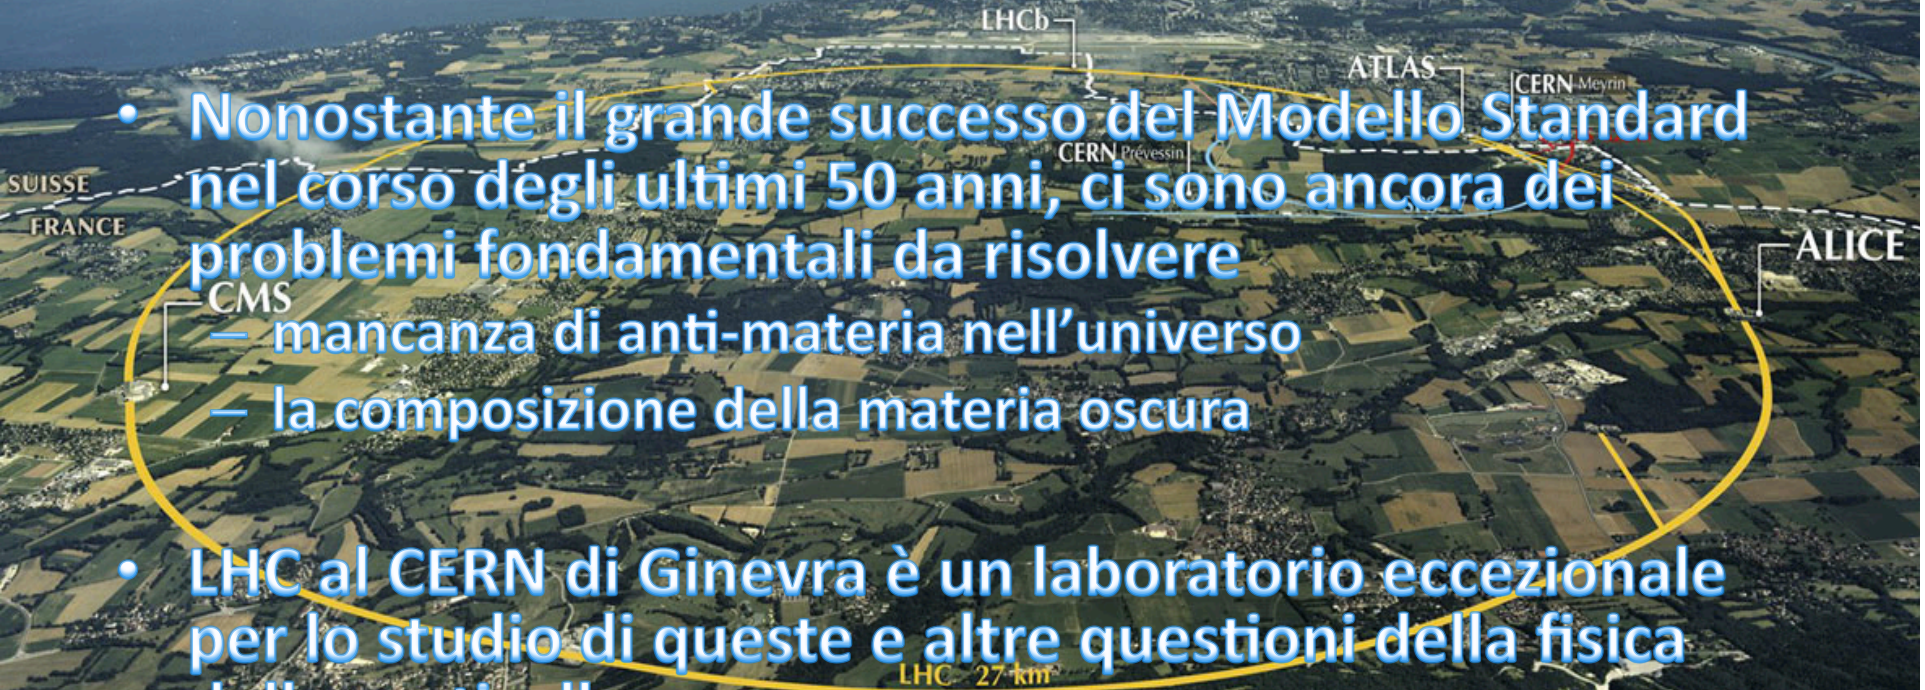 LHCb
ATLAS
CERN Meyrin
• Nonostante il grande successo del Modello Standard
CERN Prévessin
nel corso degli ultimi 50 anni, ci sono ancora dei
SUISSE
FRANCE
problemi fondamentali da risolvere
ALICE
CMS
– mancanza di anti-materia nell’universo
– la composizione della materia oscura
• LHC al CERN di Ginevra è un laboratorio eccezionale
per lo studio di queste e altre questioni della fisica
LHC 27 km